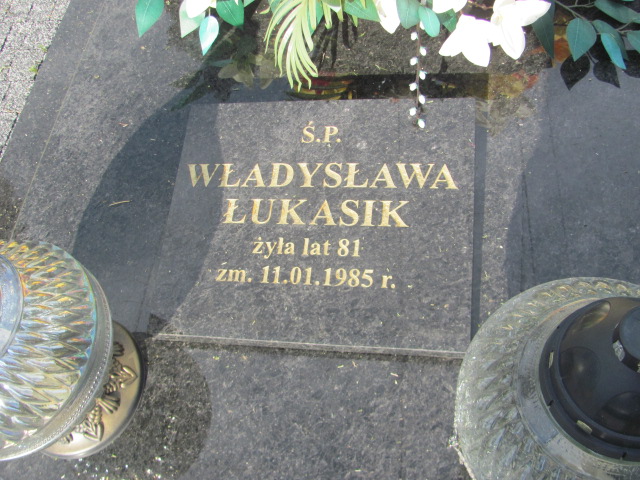 Ś.P.
WŁADYSŁAWA
ŁUKASIK
żyła lat 81
zm. 11.01.1985 r.